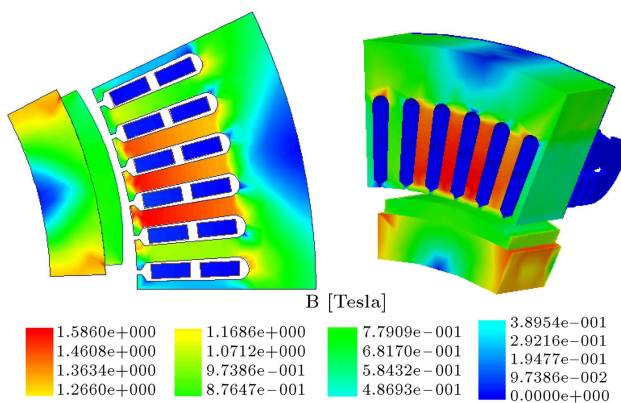 B [Tesla]
1.5860e+000
1.4608e+000
1.3634e+000
1.2660e+000
1.1686e+000
1.0712e+000
9.7386e−001
8.7647e−001
7.7909e−001
6.8170e−001
5.8432e−001
4.8693e−001
3.8954e−001
2.9216e−001
1.9477e−001
9.7386e−002
0.0000e+000